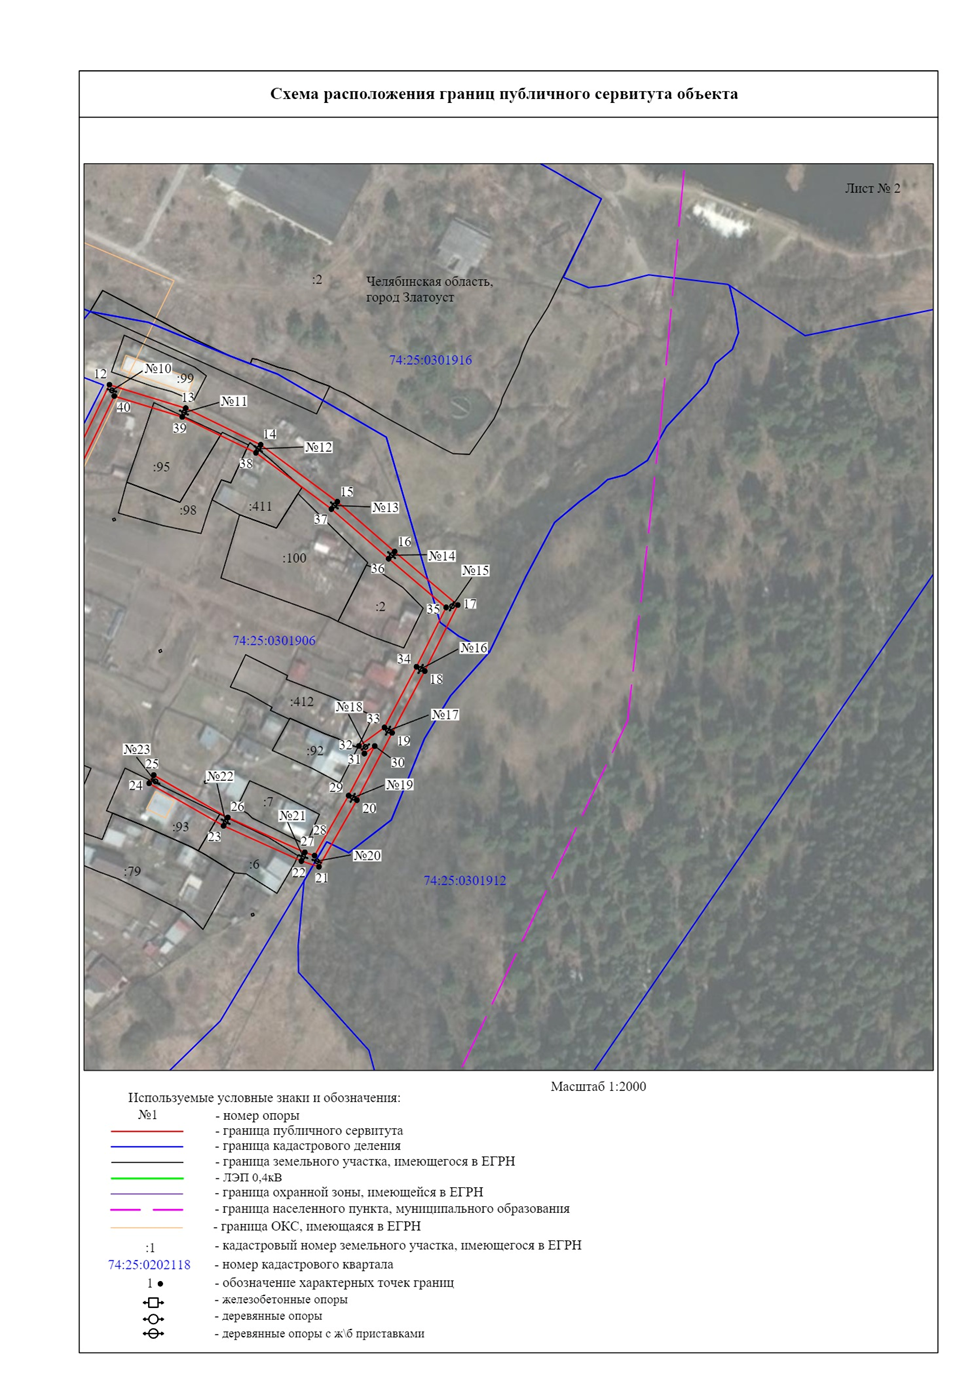 Схема расположения границ публичного сервитута объекта
Лист № 2
:2
Челябинская область,
город Златоуст
74:25:0301916
12
№10
:99
40
13
№11
39
14
№12
38
:95
:98
:411
15
№13
37
16
№14
36
:100
№15
:2
35
17
74:25:0301906
34
№16
18
:412
№18
33
№17
:92
32
19
31
30
№23
25
24
№22
29
№19
20
:7
26
№21
:93
23
28
27
№20
:79
:6
22
21
74:25:0301912
Масштаб 1:2000
Используемые условные знаки и обозначения:
№1 - номер опоры
- граница публичного сервитута
- граница кадастрового деления
- граница земельного участка, имеющегося в ЕГРН
- ЛЭП 0,4кВ
- граница охранной зоны, имейщейся в ЕГРН
- граница населенного пункта, муниципального образования
- граница ОКС, имеющаяся в ЕГРН
:1 - кадастровый номер земельного участка, имеющегося в ЕГРН
74:25:0202118 - номер кадастрового квартала
1 - обозначение характерных точек границ
- железобетонные опоры
- деревянные опоры
- деревянные опоры с ж\б приставками